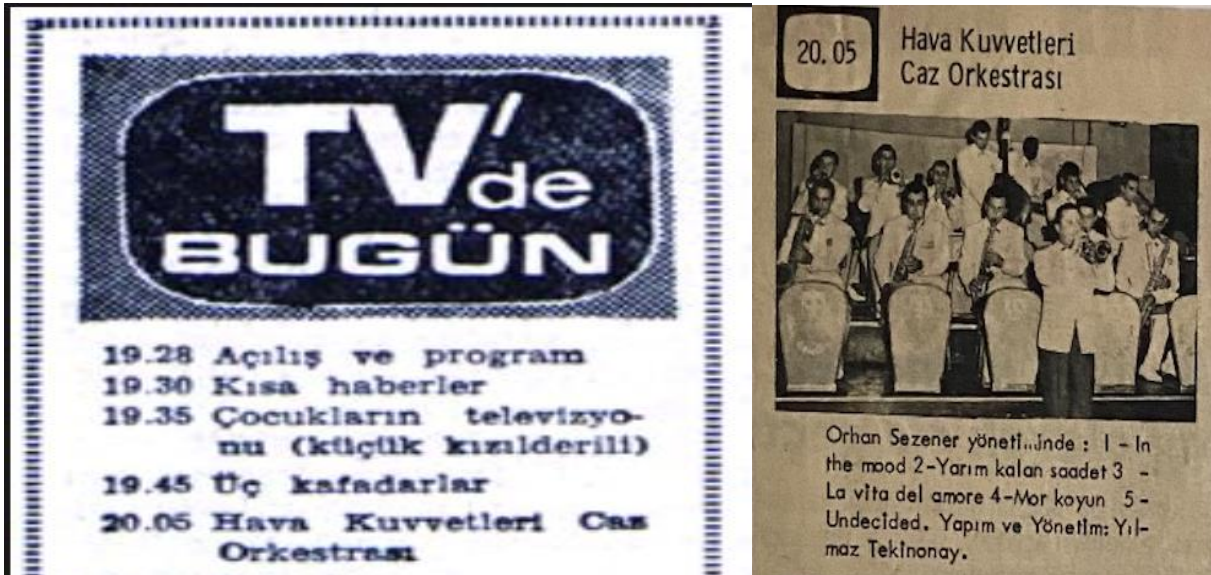 TV'de
BUGÜN
19.28 Açılış ve program
19.30 Kısa haberler
19.35 Çocukların televizyo-
nu (küçük kızılderili)
19.45 Üç kafadarlar
20.05 Hava Kuvvetleri Caz
Orkestrası
20.05
Hava Kuvvetleri
Caz Orkestrası
Orhan Sezener yöneti...inde : 1 - In
the mood 2-Yarım kalan saadet 3 -
La vita del amore 4-Mor koyun 5 -
Undecided. Yapım ve Yönetim: Yıl-
maz Tekinonay.